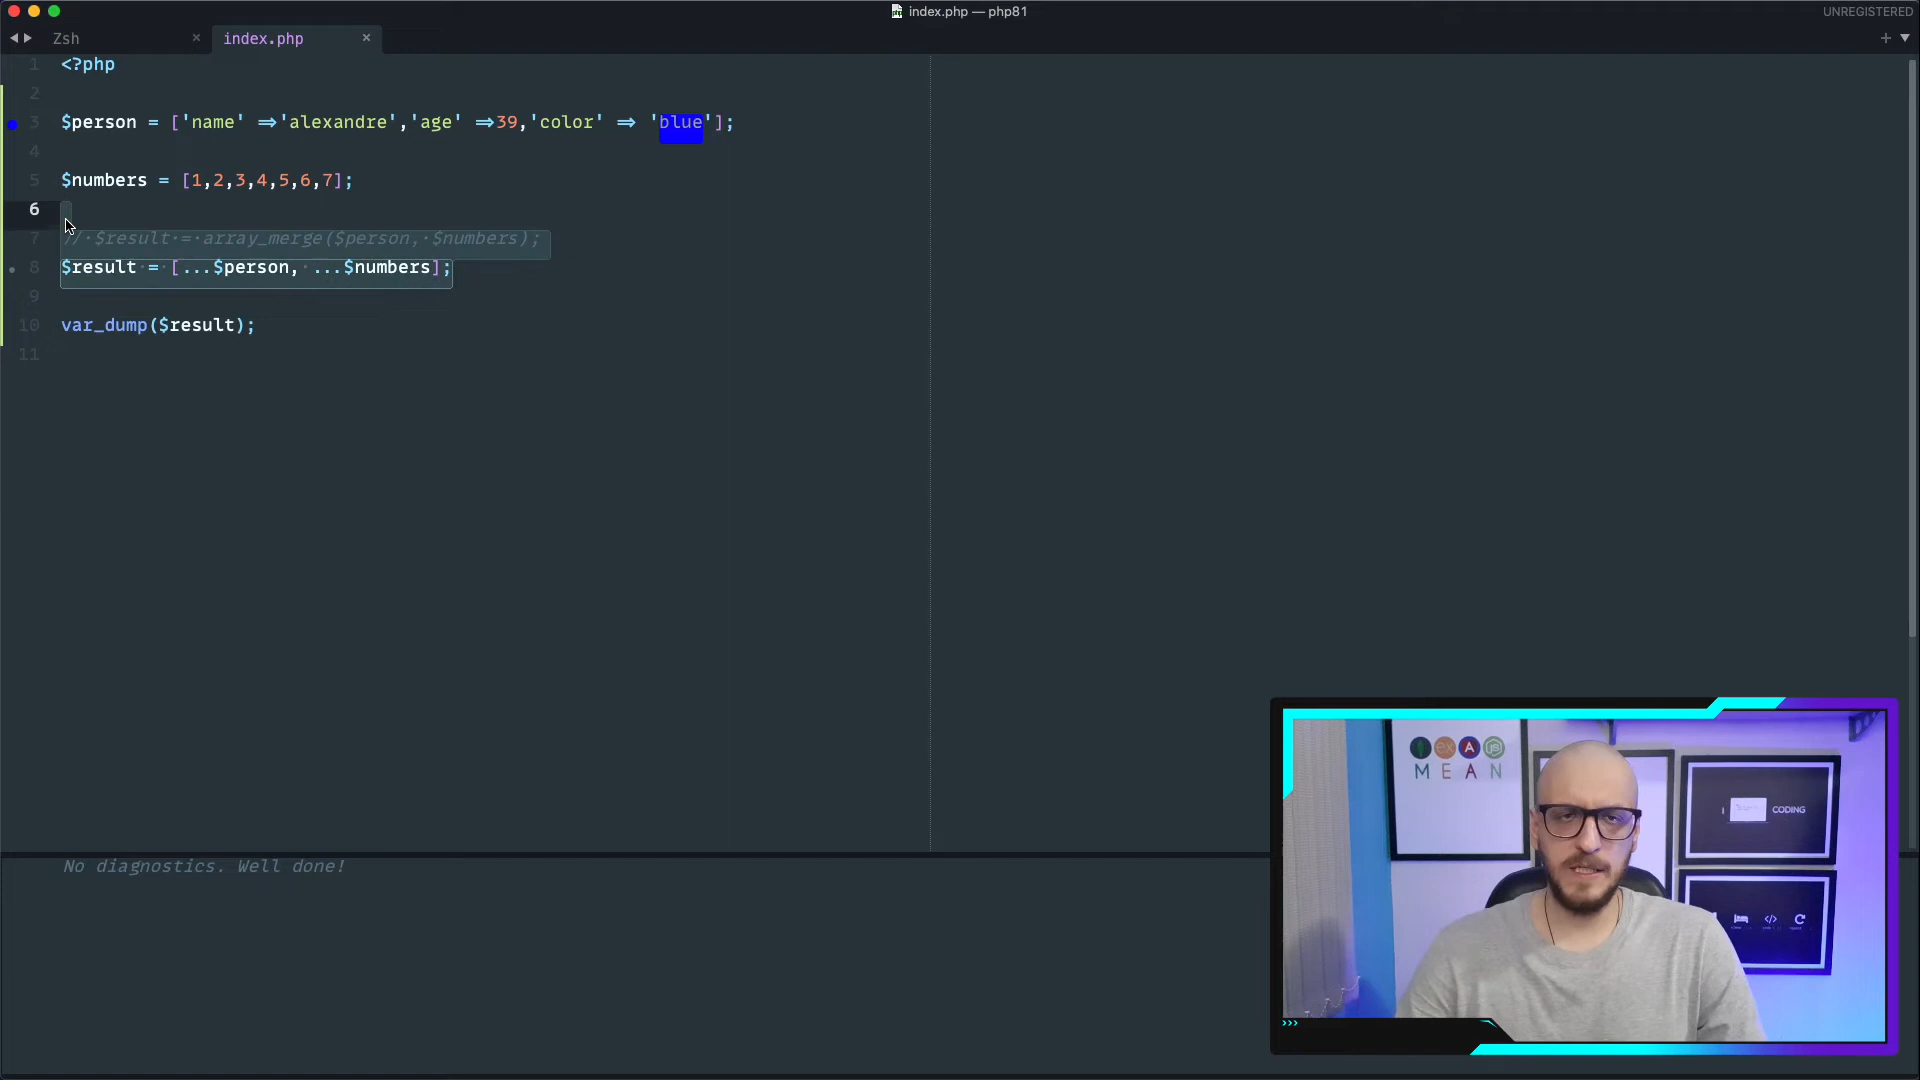 index.php — php81
UNREGISTERED
Zsh
index.php
1 <?php
2
3 $person = ['name' =>'alexandre','age' =>39,'color' => 'blue'];
4
5 $numbers = [1,2,3,4,5,6,7];
6
7 // $result = array_merge($person, $numbers);
8 $result = [...$person, ...$numbers];
9
10 var_dump($result);
11
No diagnostics. Well done!
MEAN
I
CODING